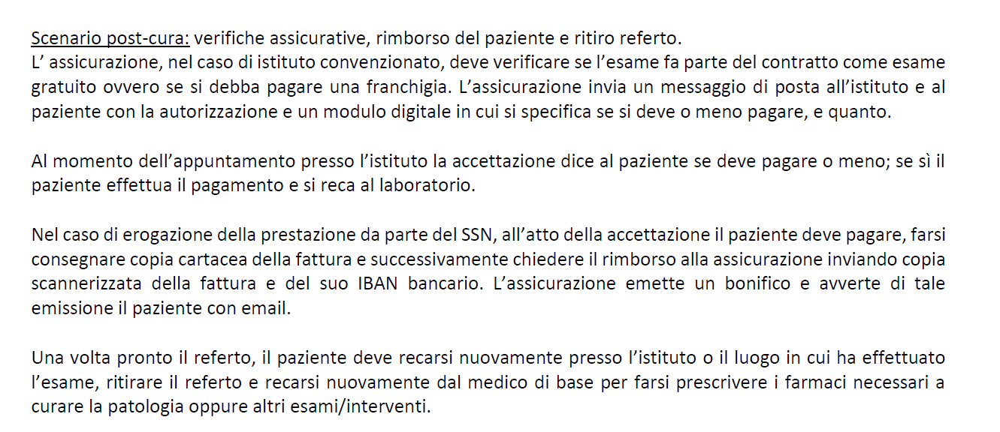 Scenario post-cura: verifiche assicurative, rimborso del paziente e ritiro referto.
L’ assicurazione, nel caso di istituto convenzionato, deve verificare se l’esame fa parte del contratto come esame
gratuito ovvero se si debba pagare una franchigia. L’assicurazione invia un messaggio di posta all’istituto e al
paziente con la autorizzazione e un modulo digitale in cui si specifica se si deve o meno pagare, e quanto.
Al momento dell’appuntamento presso l’istituto la accettazione dice al paziente se deve pagare o meno; se sì il
paziente effettua il pagamento e si reca al laboratorio.
Nel caso di erogazione della prestazione da parte del SSN, all’atto della accettazione il paziente deve pagare, farsi
consegnare copia cartacea della fattura e successivamente chiedere il rimborso alla assicurazione inviando copia
scannerizzata della fattura e del suo IBAN bancario. L’assicurazione emette un bonifico e avverte di tale
emissione il paziente con email.
Una volta pronto il referto, il paziente deve recarsi nuovamente presso l’istituto o il luogo in cui ha effettuato
l’esame, ritirare il referto e recarsi nuovamente dal medico di base per farsi prescrivere i farmaci necessari a
curare la patologia oppure altri esami/interventi.